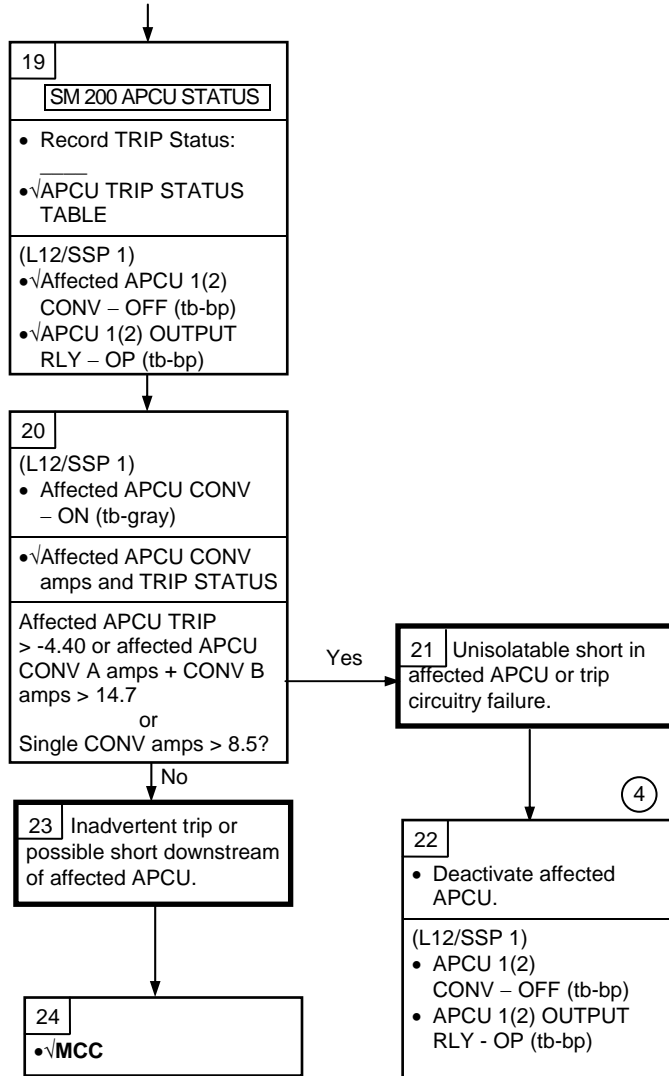 19
SM 200 APCU STATUS
• Record TRIP Status:
____
•√APCU TRIP STATUS
TABLE
(L12/SSP 1)
•√Affected APCU 1(2)
CONV – OFF (tb-bp)
•√APCU 1(2) OUTPUT
RLY – OP (tb-bp)
20
(L12/SSP 1)
• Affected APCU CONV
– ON (tb-gray)
•√Affected APCU CONV
amps and TRIP STATUS
Affected APCU TRIP
> -4.40 or affected APCU
CONV A amps + CONV B
amps > 14.7
or
Single CONV amps > 8.5?
Yes
No
21 Unisolatable short in
affected APCU or trip
circuitry failure.
4
22
• Deactivate affected
APCU.
(L12/SSP 1)
• APCU 1(2)
CONV – OFF (tb-bp)
• APCU 1(2) OUTPUT
RLY - OP (tb-bp)
23 Inadvertent trip or
possible short downstream
of affected APCU.
24
•√MCC